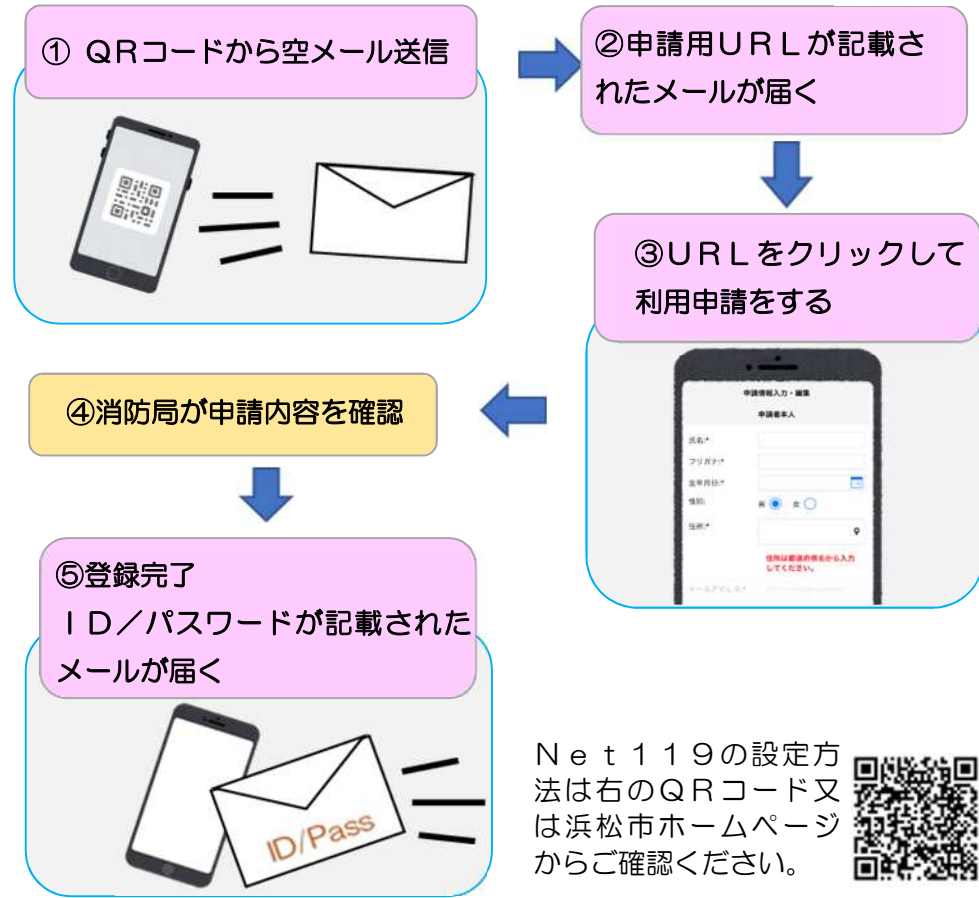 ① QRコードから空メール送信
②申請用URLが記載さ
れたメールが届く
③URLをクリックして
利用申請をする
申請情報入力・編集
申請者本人
氏名:*
フリガナ:*
生年月日:*
性別:
男 女
住所:*
住所は都道府県名から入力
してください。
メールアドレス:*
④消防局が申請内容を確認
⑤登録完了
ID/パスワードが記載された
メールが届く
ID/Pass
Net119の設定方
法は右のQRコード又
は浜松市ホームページ
からご確認ください。